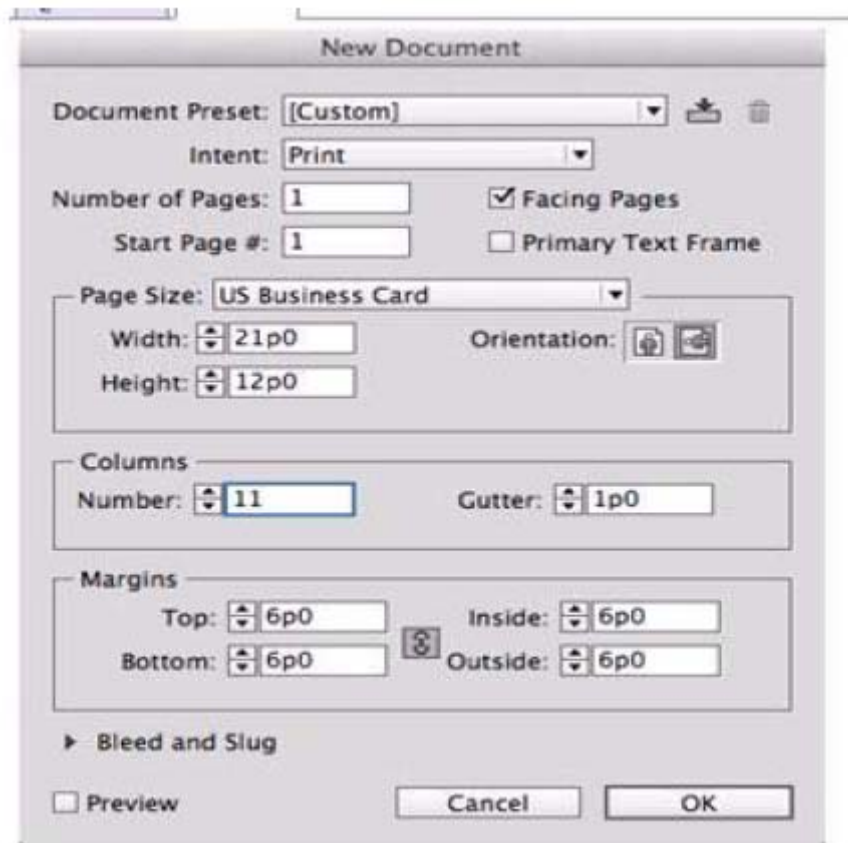 New Document
Document Preset: [Custom]
Intent: Print
Number of Pages: 1 Facing Pages
Start Page #: 1 Primary Text Frame
Page Size: US Business Card
Width: 21p0 Orientation:
Height: 12p0
Columns
Number: 11 Gutter: 1p0
Margins
Top: 6p0 Inside: 6p0
Bottom: 6p0 Outside: 6p0
Bleed and Slug
Preview Cancel OK